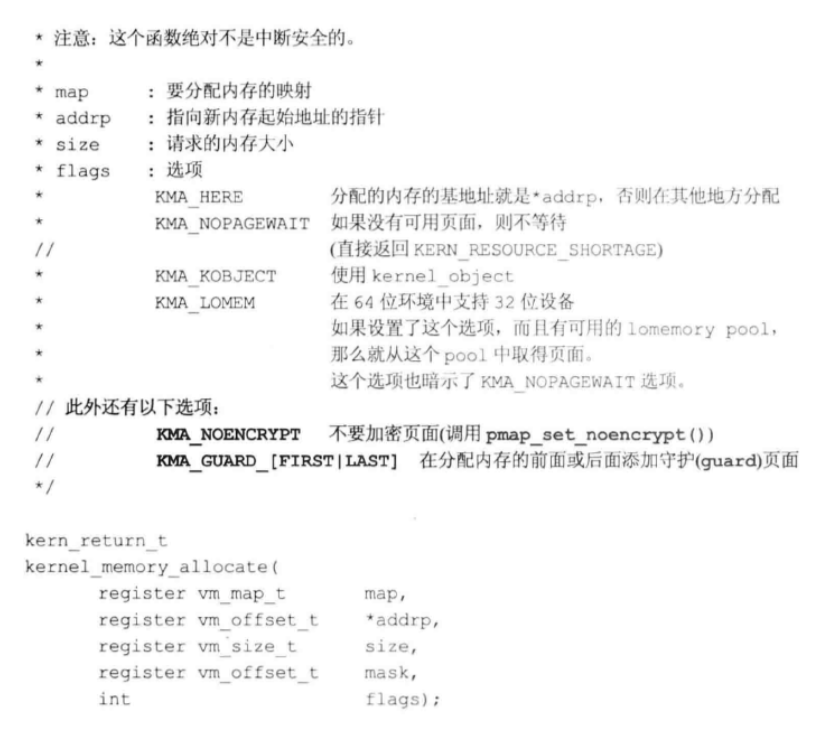 * 注意：这个函数绝对不是中断安全的。
*
* map : 要分配内存的映射
* addrp : 指向新内存起始地址的指针
* size : 请求的内存大小
* flags : 选项
* KMA_HERE 分配的内存的基地址就是*addrp，否则在其他地方分配
* KMA_NOPAGEWAIT 如果没有可用页面，则不等待
// (直接返回 KERN_RESOURCE_SHORTAGE)
* KMA_KOBJECT 使用 kernel_object
* KMA_LOMEM 在 64 位环境中支持 32 位设备
* 如果设置了这个选项，而且有可用的 lomemory pool，
* 那么就从这个 pool 中取得页面。
* 这个选项也暗示了 KMA_NOPAGEWAIT 选项。
// 此外还有以下选项：
// KMA_NOENCRYPT 不要加密页面(调用 pmap_set_noencrypt())
// KMA_GUARD_[FIRST|LAST] 在分配内存的前面或后面添加守护(guard)页面
*/
kern_return_t
kernel_memory_allocate(
register vm_map_t map,
register vm_offset_t *addrp,
register vm_size_t size,
register vm_offset_t mask,
int flags);